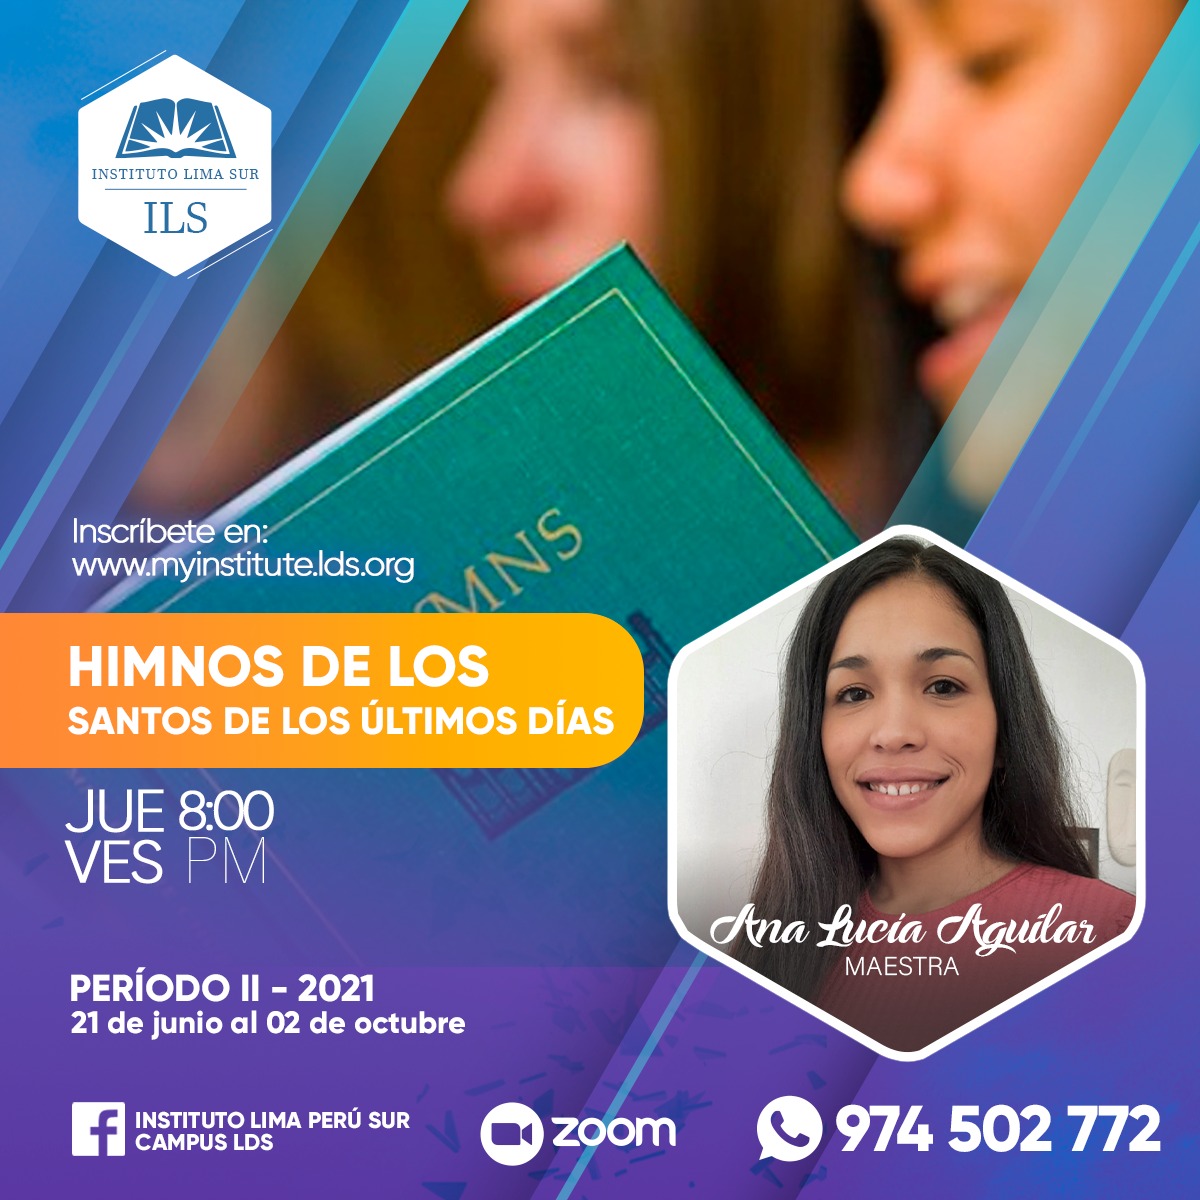 INSTITUTO LIMA SUR
ILS
Inscríbete en:
www.myinstitute.lds.org
HIMNOS DE LOS
SANTOS DE LOS ÚLTIMOS DÍAS
JUE 8:00
VES PM
PERÍODO II - 2021
21 de junio al 02 de octubre
Ana Lucía Aguilar
MAESTRA
INSTITUTO LIMA PERÚ SUR
CAMPUS LDS
zoom
974 502 772